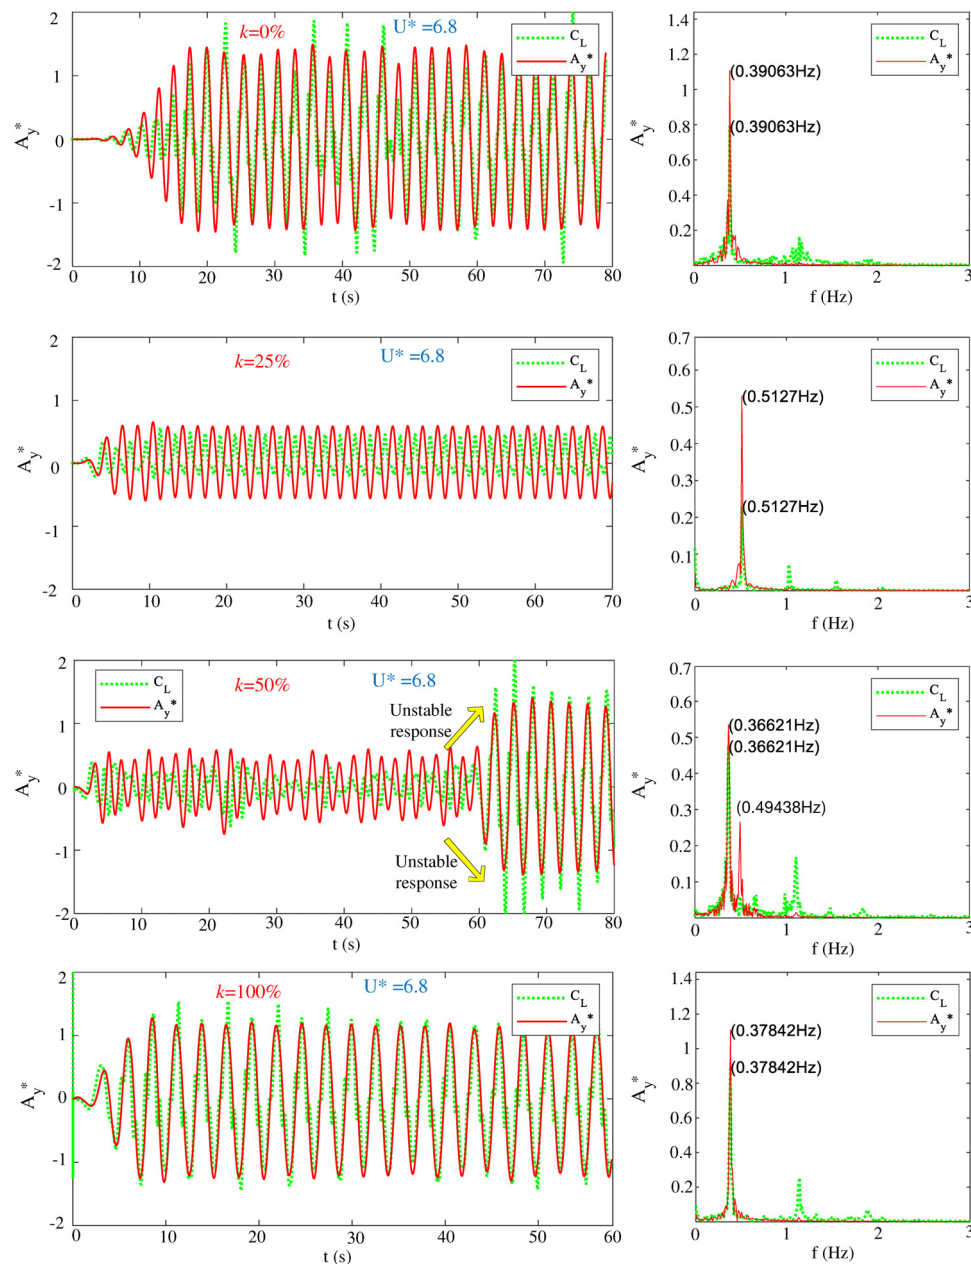 k=0%
U* =6.8
C_L
A_y*
2
1
0
-1
-2
A_y*
0 10 20 30 40 50 60 70 80
t (s)
1.4
1.2
1
0.8
0.6
0.4
0.2
A_y*
(0.39063Hz)
(0.39063Hz)
C_L
A_y*
0 1 2 3
f (Hz)
k=25%
U* =6.8
C_L
A_y*
2
1
0
-1
-2
A_y*
0 10 20 30 40 50 60 70
t (s)
0.7
0.6
0.5
0.4
0.3
0.2
0.1
A_y*
(0.5127Hz)
(0.5127Hz)
C_L
A_y*
0 1 2 3
f (Hz)
C_L
A_y*
k=50%
U* =6.8
Unstable
response
Unstable
response
2
1
0
-1
-2
A_y*
0 10 20 30 40 50 60 70 80
t (s)
0.7
0.6
0.5
0.4
0.3
0.2
0.1
A_y*
(0.36621Hz)
(0.36621Hz)
(0.49438Hz)
C_L
A_y*
0 1 2 3
f (Hz)
k=100%
U* =6.8
C_L
A_y*
2
1
0
-1
-2
A_y*
0 10 20 30 40 50 60
t (s)
1.4
1.2
1
0.8
0.6
0.4
0.2
A_y*
(0.37842Hz)
(0.37842Hz)
C_L
A_y*
0 1 2 3
f (Hz)